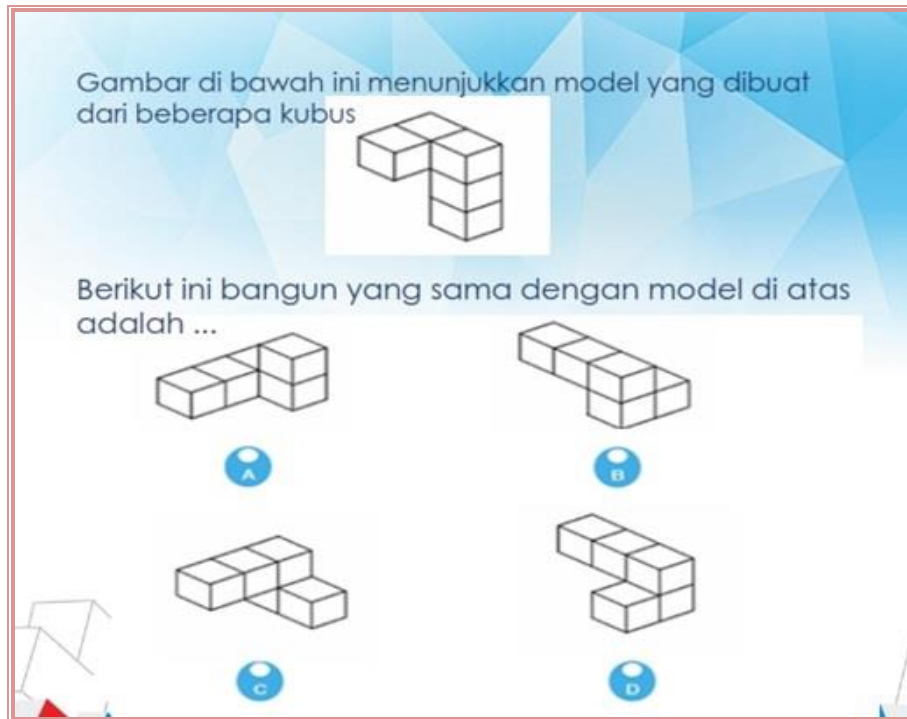 Gambar di bawah ini menunjukkan model yang dibuat
dari beberapa kubus
Berikut ini bangun yang sama dengan model di atas
adalah ...
A
B
C
D